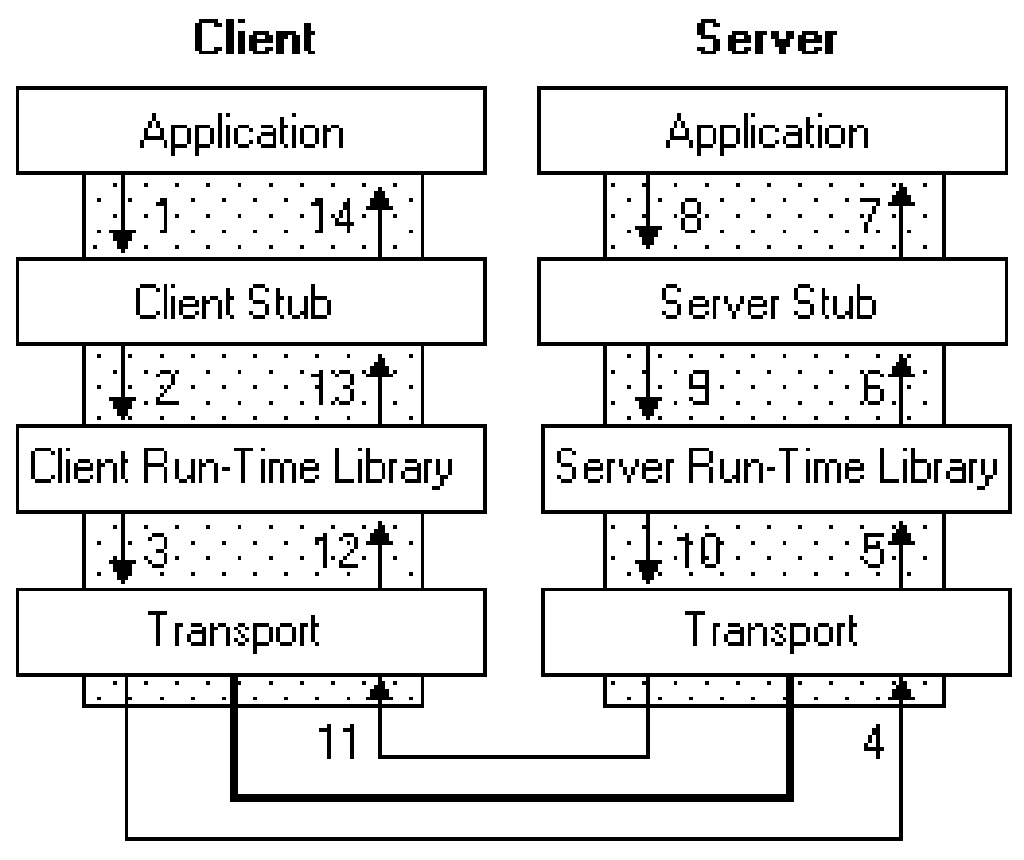 Client Server
Application Application
1 14 8 7
Client Stub Server Stub
2 13 9 6
Client Run-Time Library Server Run-Time Library
3 12 10 5
Transport Transport
11 4